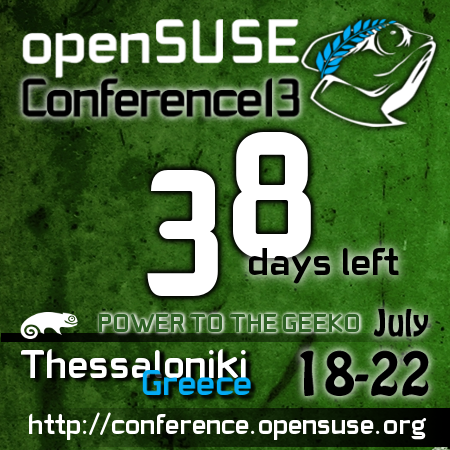 openSUSE
Conference13
38
days left
POWER TO THE GEEKO July
Thessaloniki
Greece
18-22
http://conference.opensuse.org